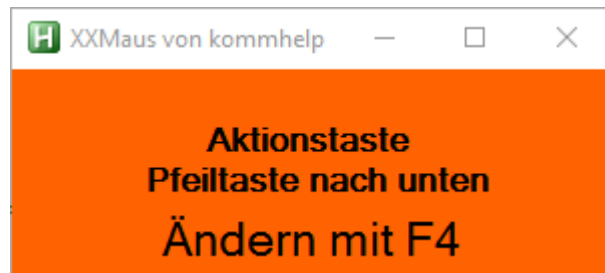 XXMaus von kommhelp
Aktionstaste
Pfeiltaste nach unten
Ändern mit F4